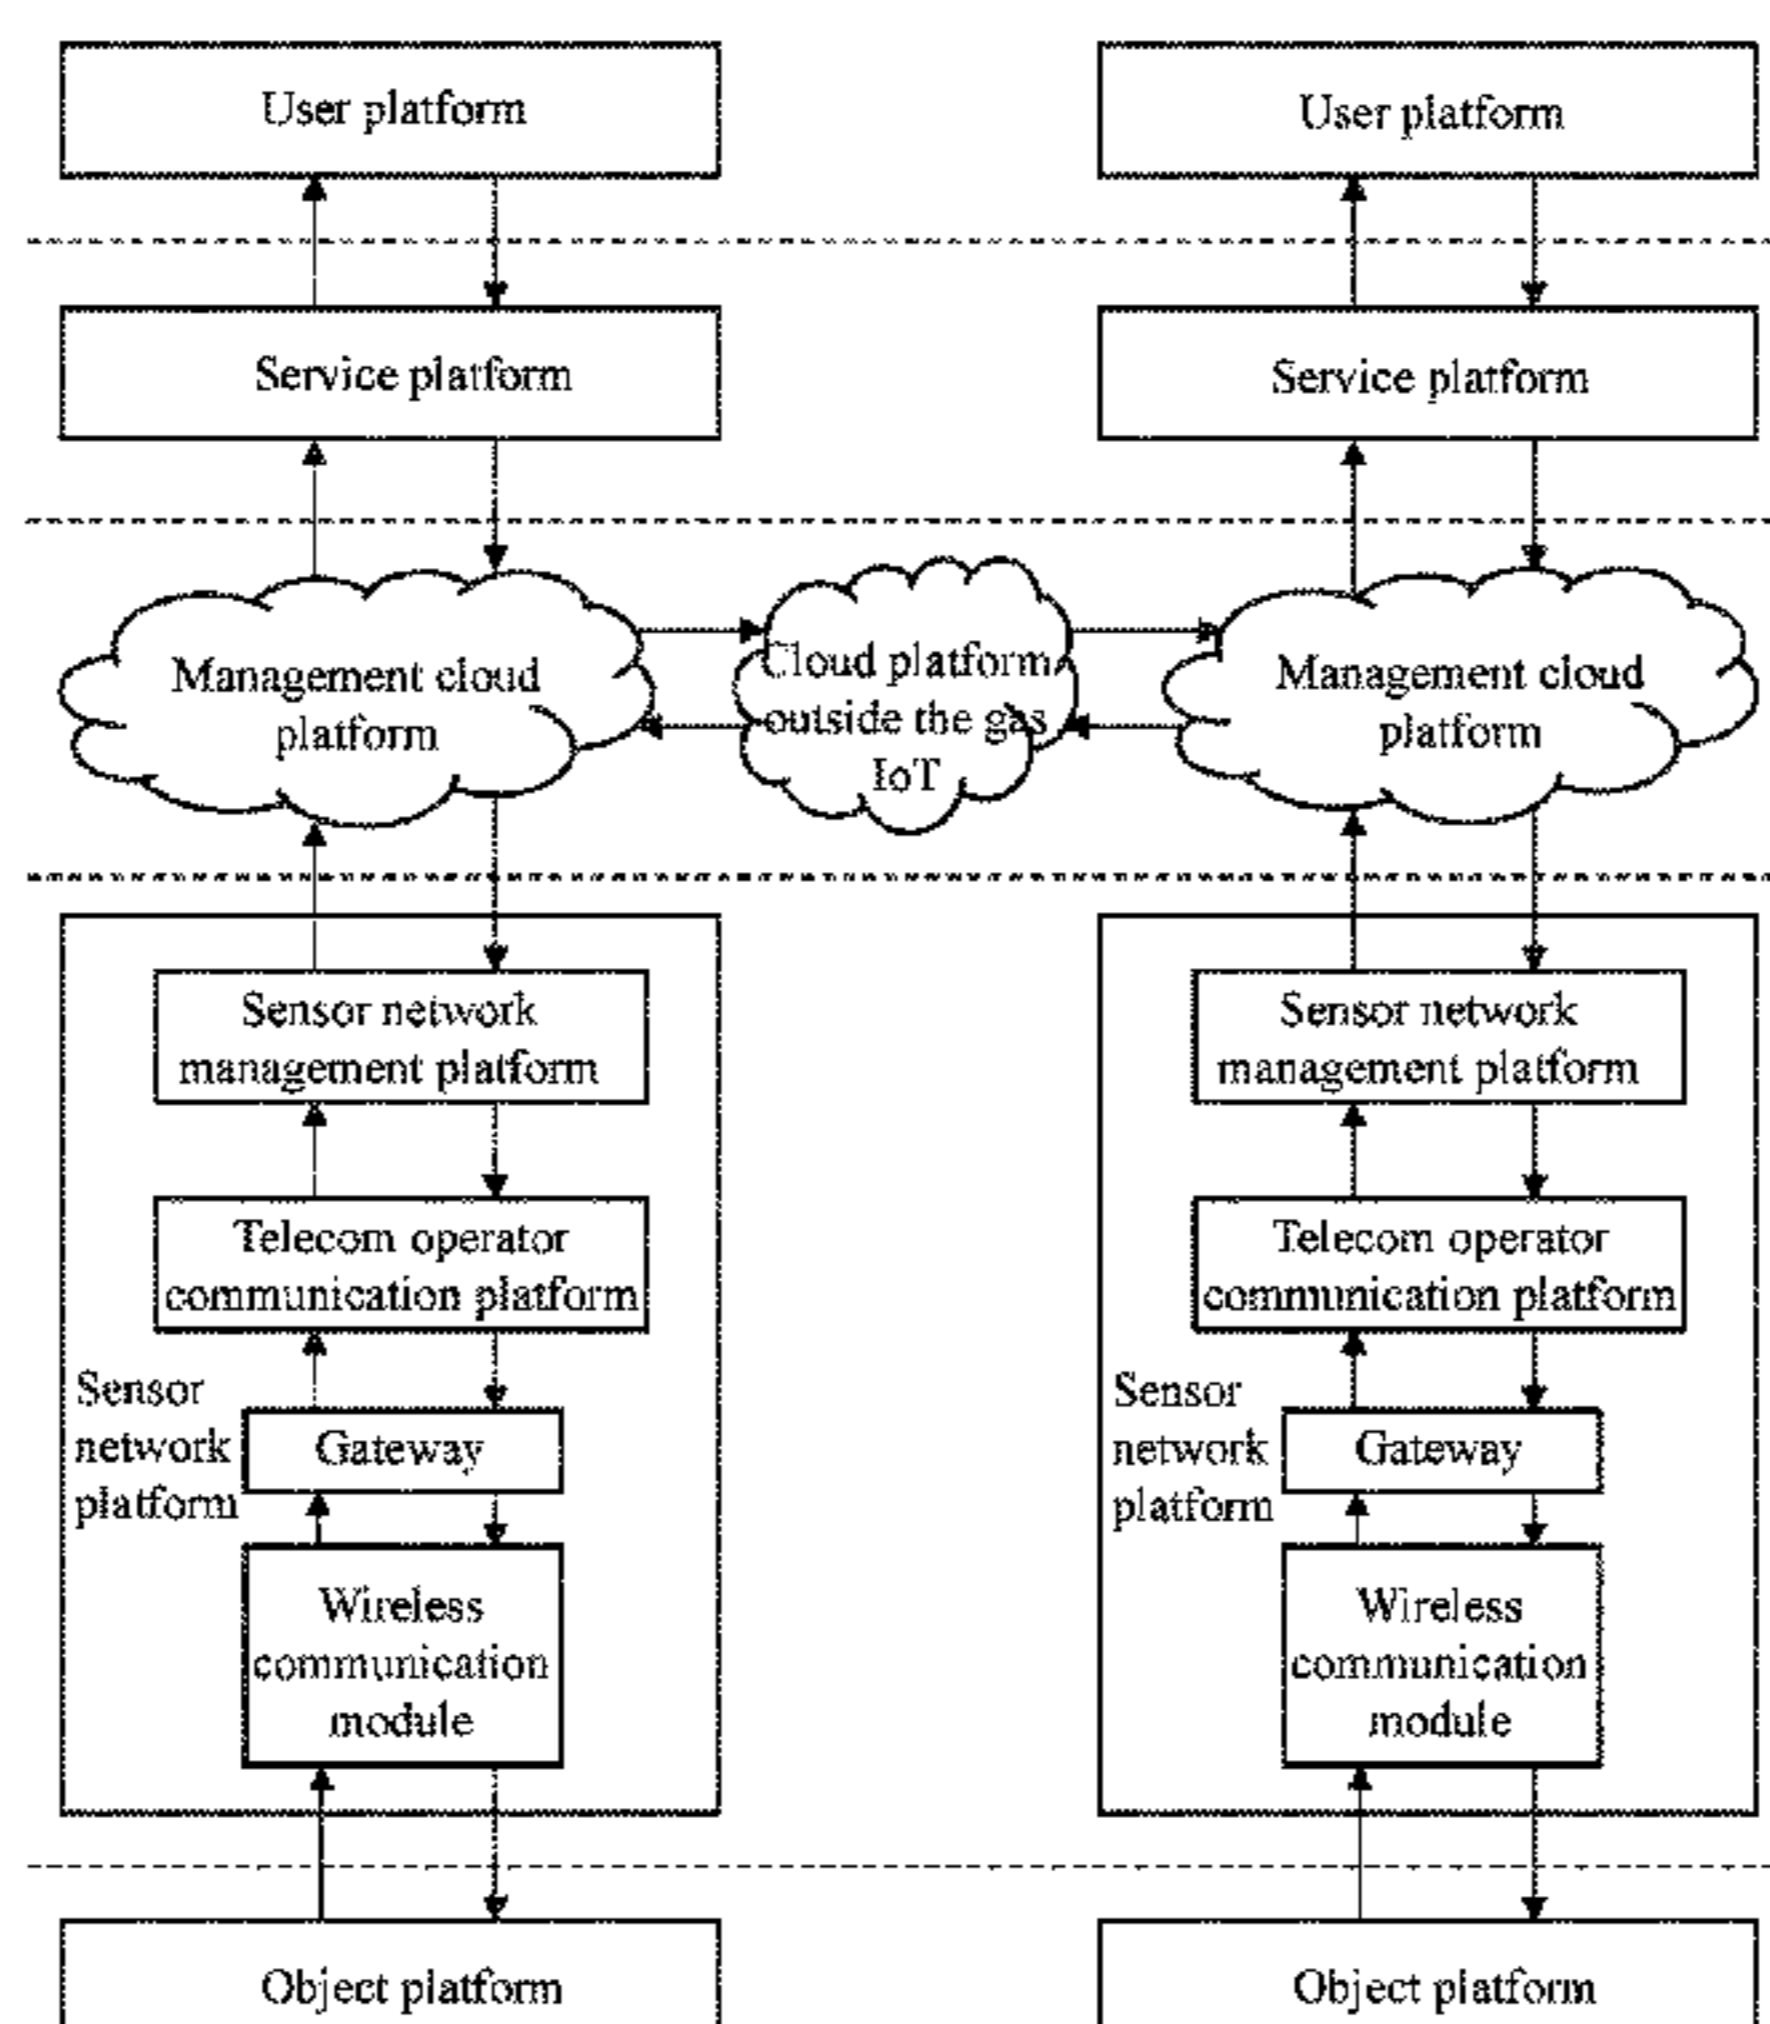 User platform
User platform
Service platform
Service platform
Management cloud
platform
Cloud platform
outside the gas
IoT
Management cloud
platform
Sensor network
management platform
Sensor network
management platform
Telecom operator
communication platform
Telecom operator
communication platform
Sensor
network
platform
Gateway
Sensor
network
platform
Gateway
Wireless
communication
module
Wireless
communication
module
Object platform
Object platform